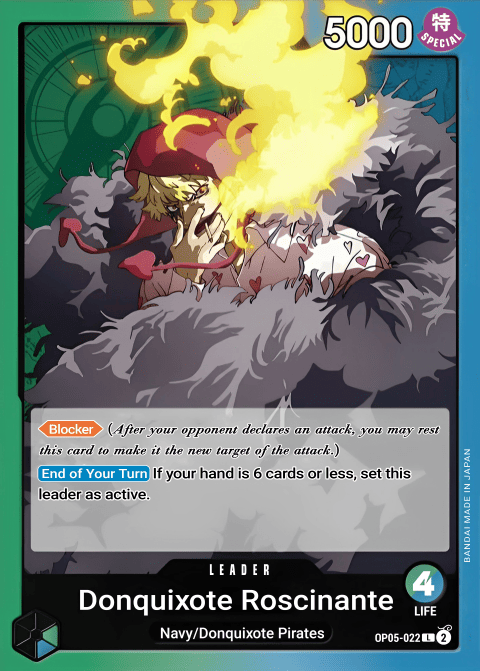 5000 特
SPECIAL
Blocker (After your opponent declares an attack, you may rest
this card to make it the new target of the attack.)
End of Your Turn If your hand is 6 cards or less, set this
leader as active.
BANDAI MADE IN JAPAN
LEADER
Donquixote Roscinante
4
LIFE
Navy/Donquixote Pirates
OP05-022 L 2